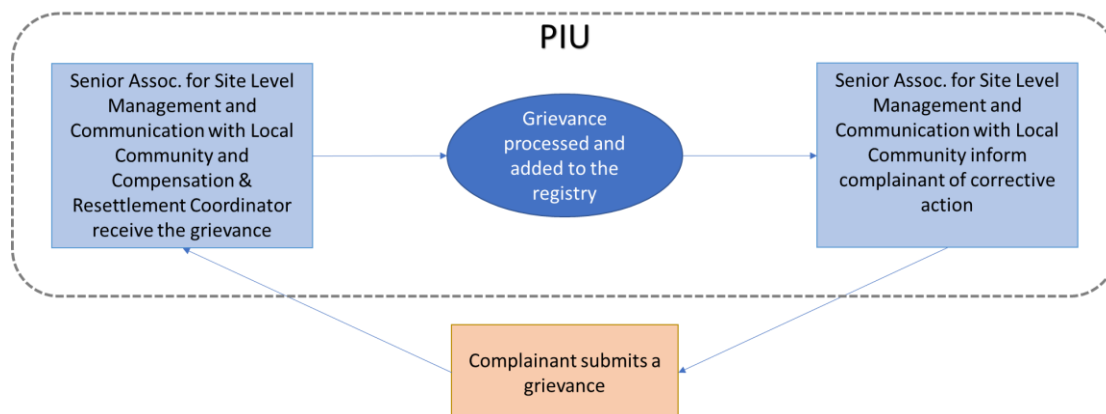 PIU
Senior Assoc. for Site Level
Management and
Communication with Local
Community and
Compensation &
Resettlement Coordinator
receive the grievance
Grievance
processed and
added to the
registry
Senior Assoc. for Site Level
Management and
Communication with Local
Community inform
complainant of corrective
action
Complainant submits a
grievance